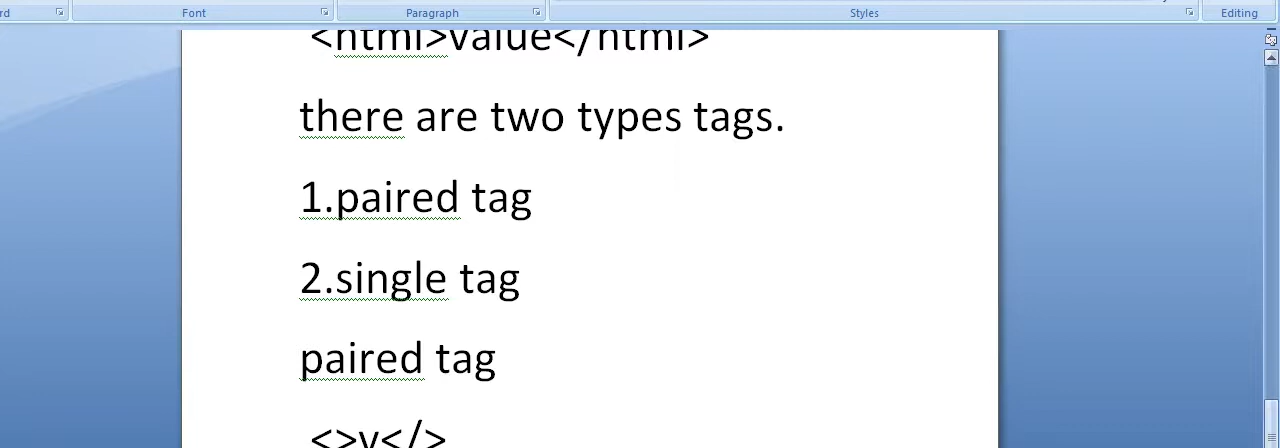 rd Font Paragraph Styles Editing
<html>value</html>
there are two types tags.
1.paired tag
2.single tag
paired tag
<>v</>